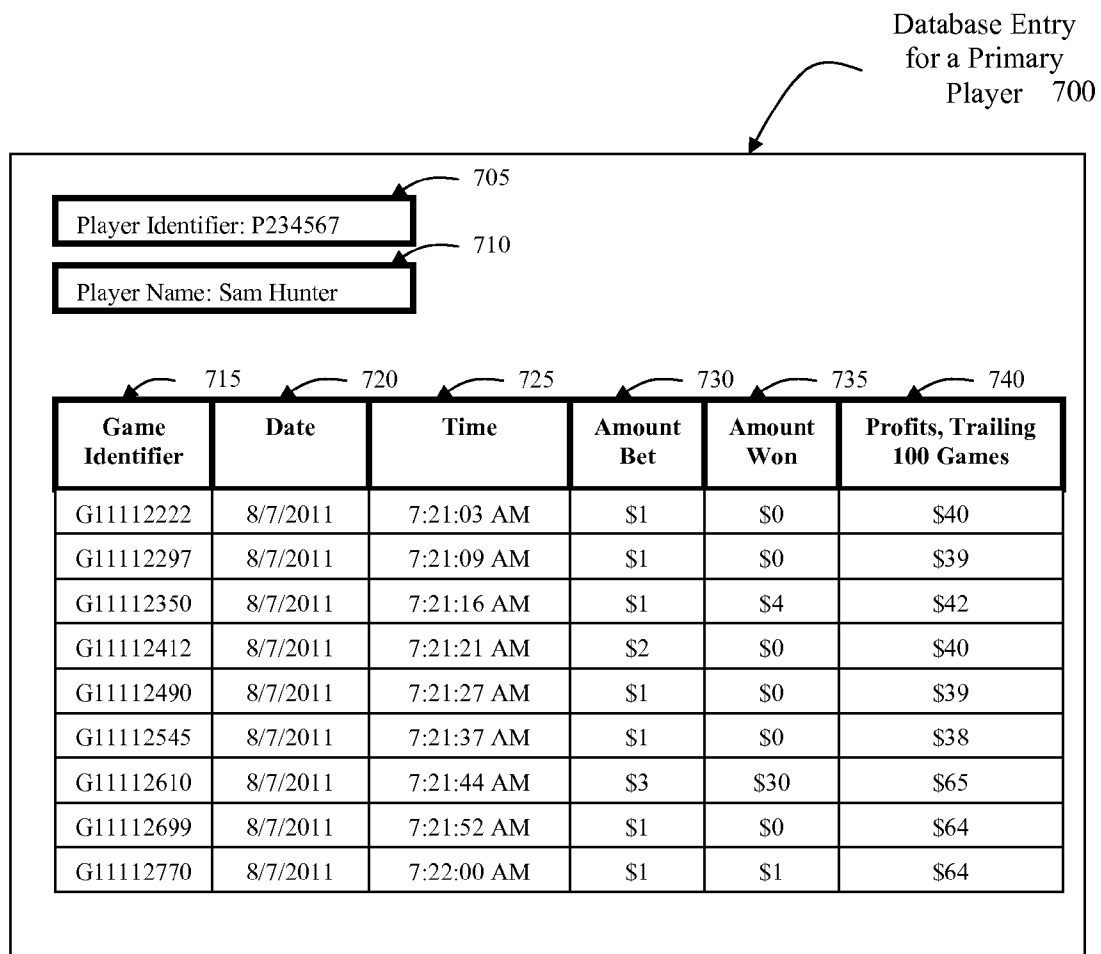 Database Entry
for a Primary
Player 700
705
Player Identifier: P234567
710
Player Name: Sam Hunter
715 720 725 730 735 740
Game Identifier Date Time Amount Bet Amount Won Profits, Trailing 100 Games
G11112222 8/7/2011 7:21:03 AM $1 $0 $40
G11112297 8/7/2011 7:21:09 AM $1 $0 $39
G11112350 8/7/2011 7:21:16 AM $1 $4 $42
G11112412 8/7/2011 7:21:21 AM $2 $0 $40
G11112490 8/7/2011 7:21:27 AM $1 $0 $39
G11112545 8/7/2011 7:21:37 AM $1 $0 $38
G11112610 8/7/2011 7:21:44 AM $3 $30 $65
G11112699 8/7/2011 7:21:52 AM $1 $0 $64
G11112770 8/7/2011 7:22:00 AM $1 $1 $64